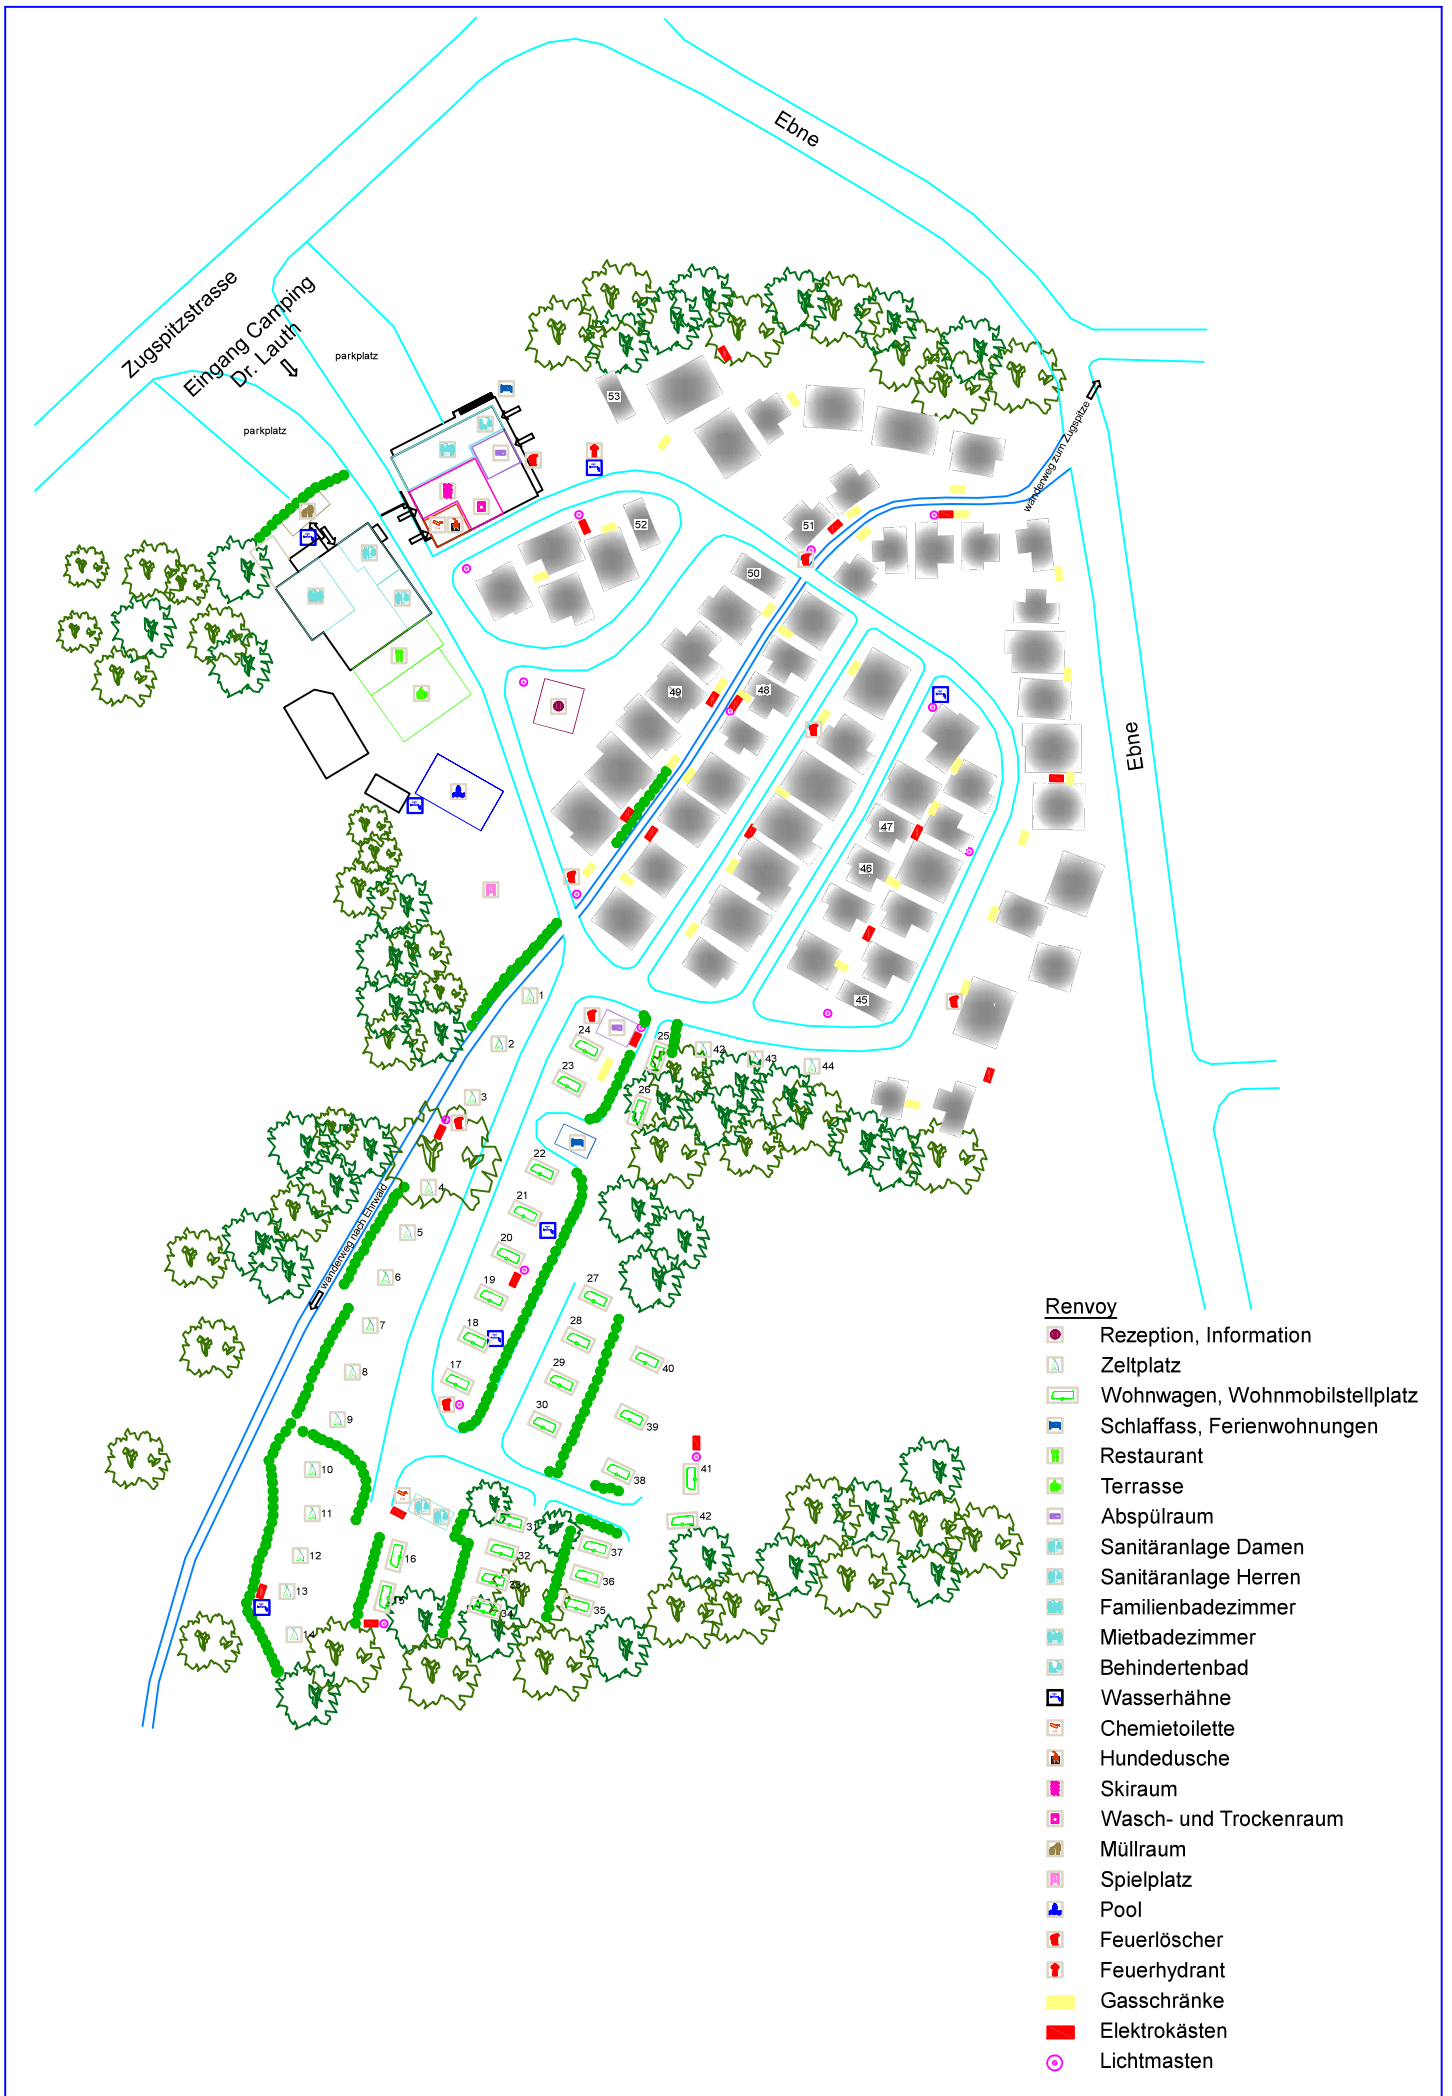 Ebne
Zugspitzstrasse
Eingang Camping
Dr. Lauth
parkplatz
parkplatz
53
wanderweg zum Zugspitze
52
51
50
49
48
Ebne
47
46
45
1
2
24
25
42
43
44
23
26
3
22
4
21
5
wanderweg nach Ehrwald
20
6
19
27
7
18
28
8
17
29
40
9
30
39
10
38
41
11
31
42
12
16
32
37
13
15
33
36
14
34
35
Renvoy
Rezeption, Information
Zeltplatz
Wohnwagen, Wohnmobilstellplatz
Schlaffass, Ferienwohnungen
Restaurant
Terrasse
Abspülraum
Sanitäranlage Damen
Sanitäranlage Herren
Familienbadezimmer
Mietbadezimmer
Behindertenbad
Wasserhähne
Chemietoilette
Hundedusche
Skiraum
Wasch- und Trockenraum
Müllraum
Spielplatz
Pool
Feuerlöscher
Feuerhydrant
Gasschränke
Elektrokästen
Lichtmasten